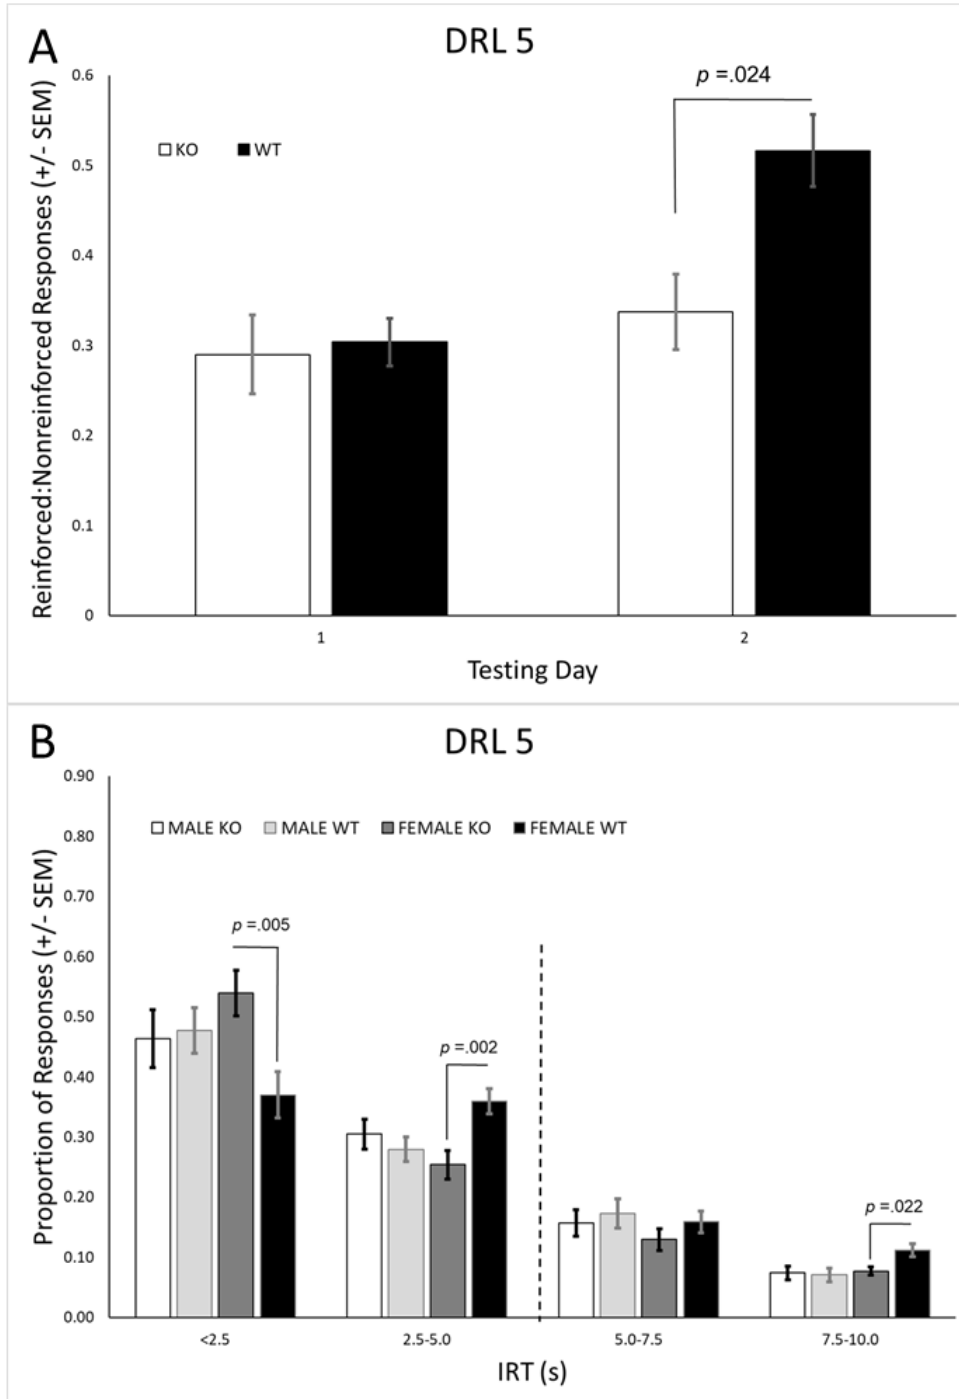 A
DRL 5
Reinforced:Nonreinforced Responses (+/- SEM)
0.6
0.5
0.4
0.3
0.2
0.1
0
KO WT
p =.024
1 2
Testing Day
B
DRL 5
Proportion of Responses (+/- SEM)
0.90
0.80
0.70
0.60
0.50
0.40
0.30
0.20
0.10
0.00
MALE KO MALE WT FEMALE KO FEMALE WT
p =.005
p =.002
p =.022
<2.5 2.5-5.0 5.0-7.5 7.5-10.0
IRT (s)